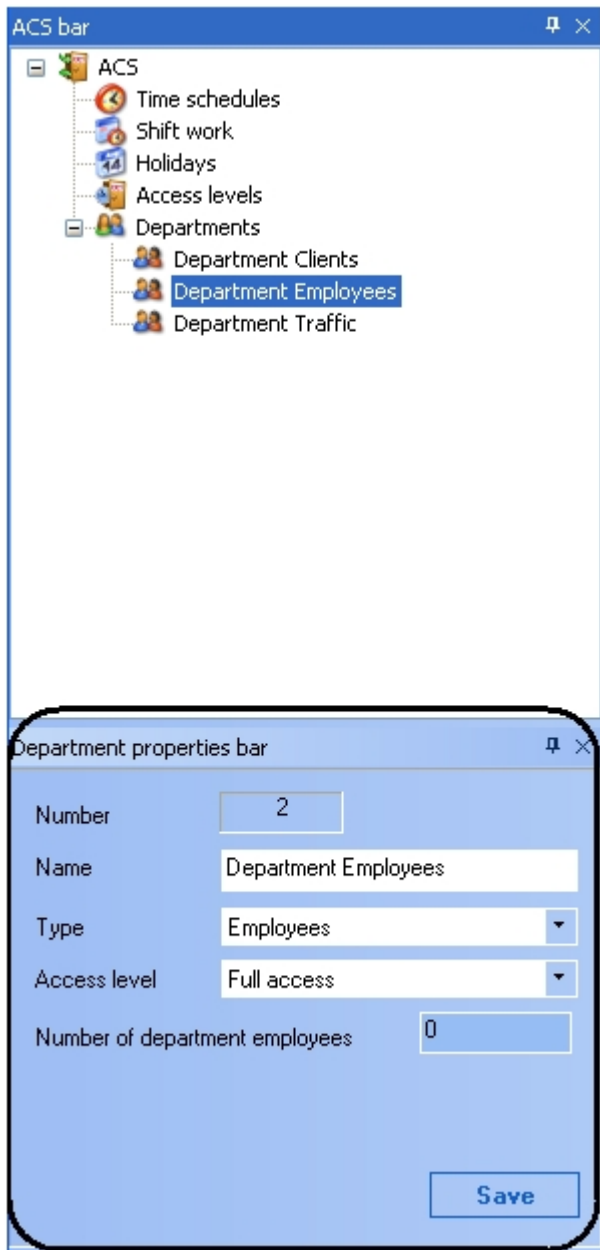 ACS bar
ACS
Time schedules
Shift work
Holidays
Access levels
Departments
Department Clients
Department Employees
Department Traffic
Department properties bar
Number 2
Name Department Employees
Type Employees
Access level Full access
Number of department employees 0
Save